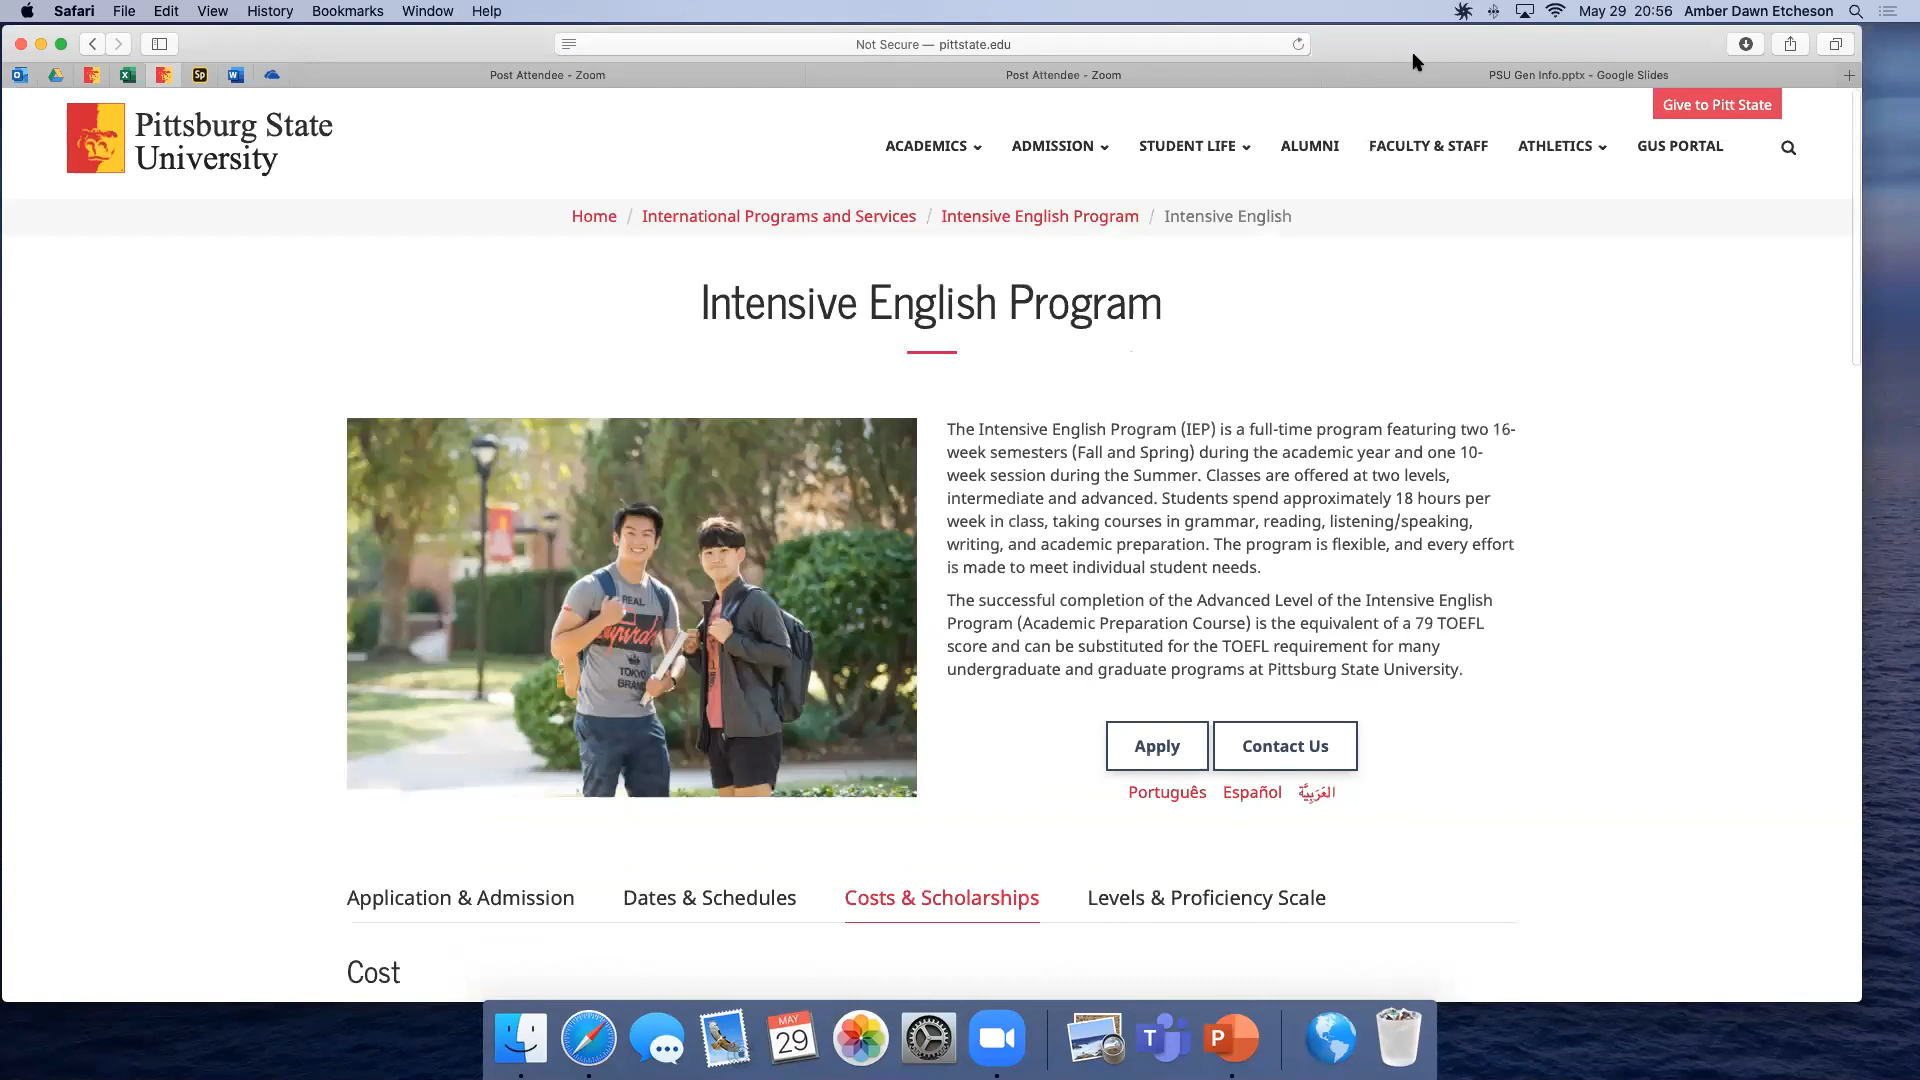 Safari File Edit View History Bookmarks Window Help
May 29 20:56 Amber Dawn Etcheson
Not Secure — pittstate.edu
Post Attendee - Zoom
Post Attendee - Zoom
PSU Gen Info.pptx - Google Slides
Give to Pitt State
Pittsburg State
University
ACADEMICS ADMISSION STUDENT LIFE ALUMNI FACULTY & STAFF ATHLETICS GUS PORTAL
Home / International Programs and Services / Intensive English Program / Intensive English
Intensive English Program
REAL
TOKYO
BRAND
The Intensive English Program (IEP) is a full-time program featuring two 16-
week semesters (Fall and Spring) during the academic year and one 10-
week session during the Summer. Classes are offered at two levels,
intermediate and advanced. Students spend approximately 18 hours per
week in class, taking courses in grammar, reading, listening/speaking,
writing, and academic preparation. The program is flexible, and every effort
is made to meet individual student needs.
The successful completion of the Advanced Level of the Intensive English
Program (Academic Preparation Course) is the equivalent of a 79 TOEFL
score and can be substituted for the TOEFL requirement for many
undergraduate and graduate programs at Pittsburg State University.
Apply
Contact Us
Português Español العَرَبِيَّة
Application & Admission
Dates & Schedules
Costs & Scholarships
Levels & Proficiency Scale
Cost
MAY
29
T
P